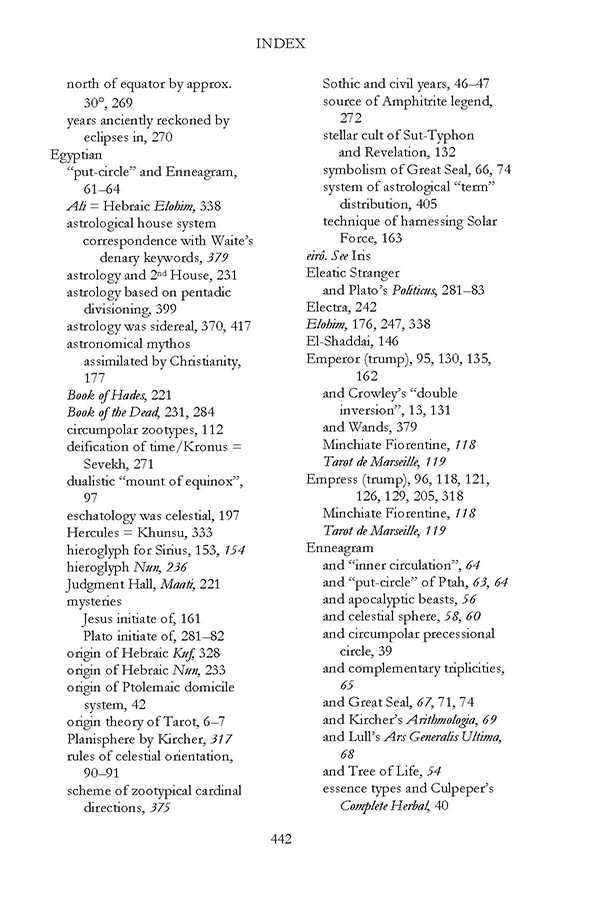 INDEX
north of equator by approx.
30°, 269
years anciently reckoned by
eclipses in, 270
Egyptian
“put-circle” and Enneagram,
61–64
Ali = Hebraic Elohim, 338
astrological house system
correspondence with Waite’s
denary keywords, 379
astrology and 2nd House, 231
astrology based on pentadic
divisioning, 399
astrology was sidereal, 370, 417
astronomical mythos
assimilated by Christianity,
177
Book of Hades, 221
Book of the Dead, 231, 284
circumpolar zootypes, 112
deification of time/Kronus =
Sevekh, 271
dualistic “mount of equinox”,
97
eschatology was celestial, 197
Hercules = Khunsu, 333
hieroglyph for Sirius, 153, 154
hieroglyph Nun, 236
Judgment Hall, Maati, 221
mysteries
Jesus initiate of, 161
Plato initiate of, 281–82
origin of Hebraic Kuf, 328
origin of Hebraic Nun, 233
origin of Ptolemaic domicile
system, 42
origin theory of Tarot, 6–7
Planisphere by Kircher, 317
rules of celestial orientation,
90–91
scheme of zootypical cardinal
directions, 375
Sothic and civil years, 46–47
source of Amphitrite legend,
272
stellar cult of Sut-Typhon
and Revelation, 132
symbolism of Great Seal, 66, 74
system of astrological “term”
distribution, 405
technique of harnessing Solar
Force, 163
eirô. See Iris
Eleatic Stranger
and Plato’s Politicus, 281–83
Electra, 242
Elohim, 176, 247, 338
El-Shaddai, 146
Emperor (trump), 95, 130, 135,
162
and Crowley’s “double
inversion”, 13, 131
and Wands, 379
Minchiate Fiorentine, 118
Tarot de Marseille, 119
Empress (trump), 96, 118, 121,
126, 129, 205, 318
Minchiate Fiorentine, 118
Tarot de Marseille, 119
Enneagram
and “inner circulation”, 64
and “put-circle” of Ptah, 63, 64
and apocalyptic beasts, 56
and celestial sphere, 58, 60
and circumpolar precessional
circle, 39
and complementary triplicities,
65
and Great Seal, 67, 71, 74
and Kircher’s Arithmologia, 69
and Lull’s Ars Generalis Ultima,
68
and Tree of Life, 54
essence types and Culpeper’s
Complete Herbal, 40
442